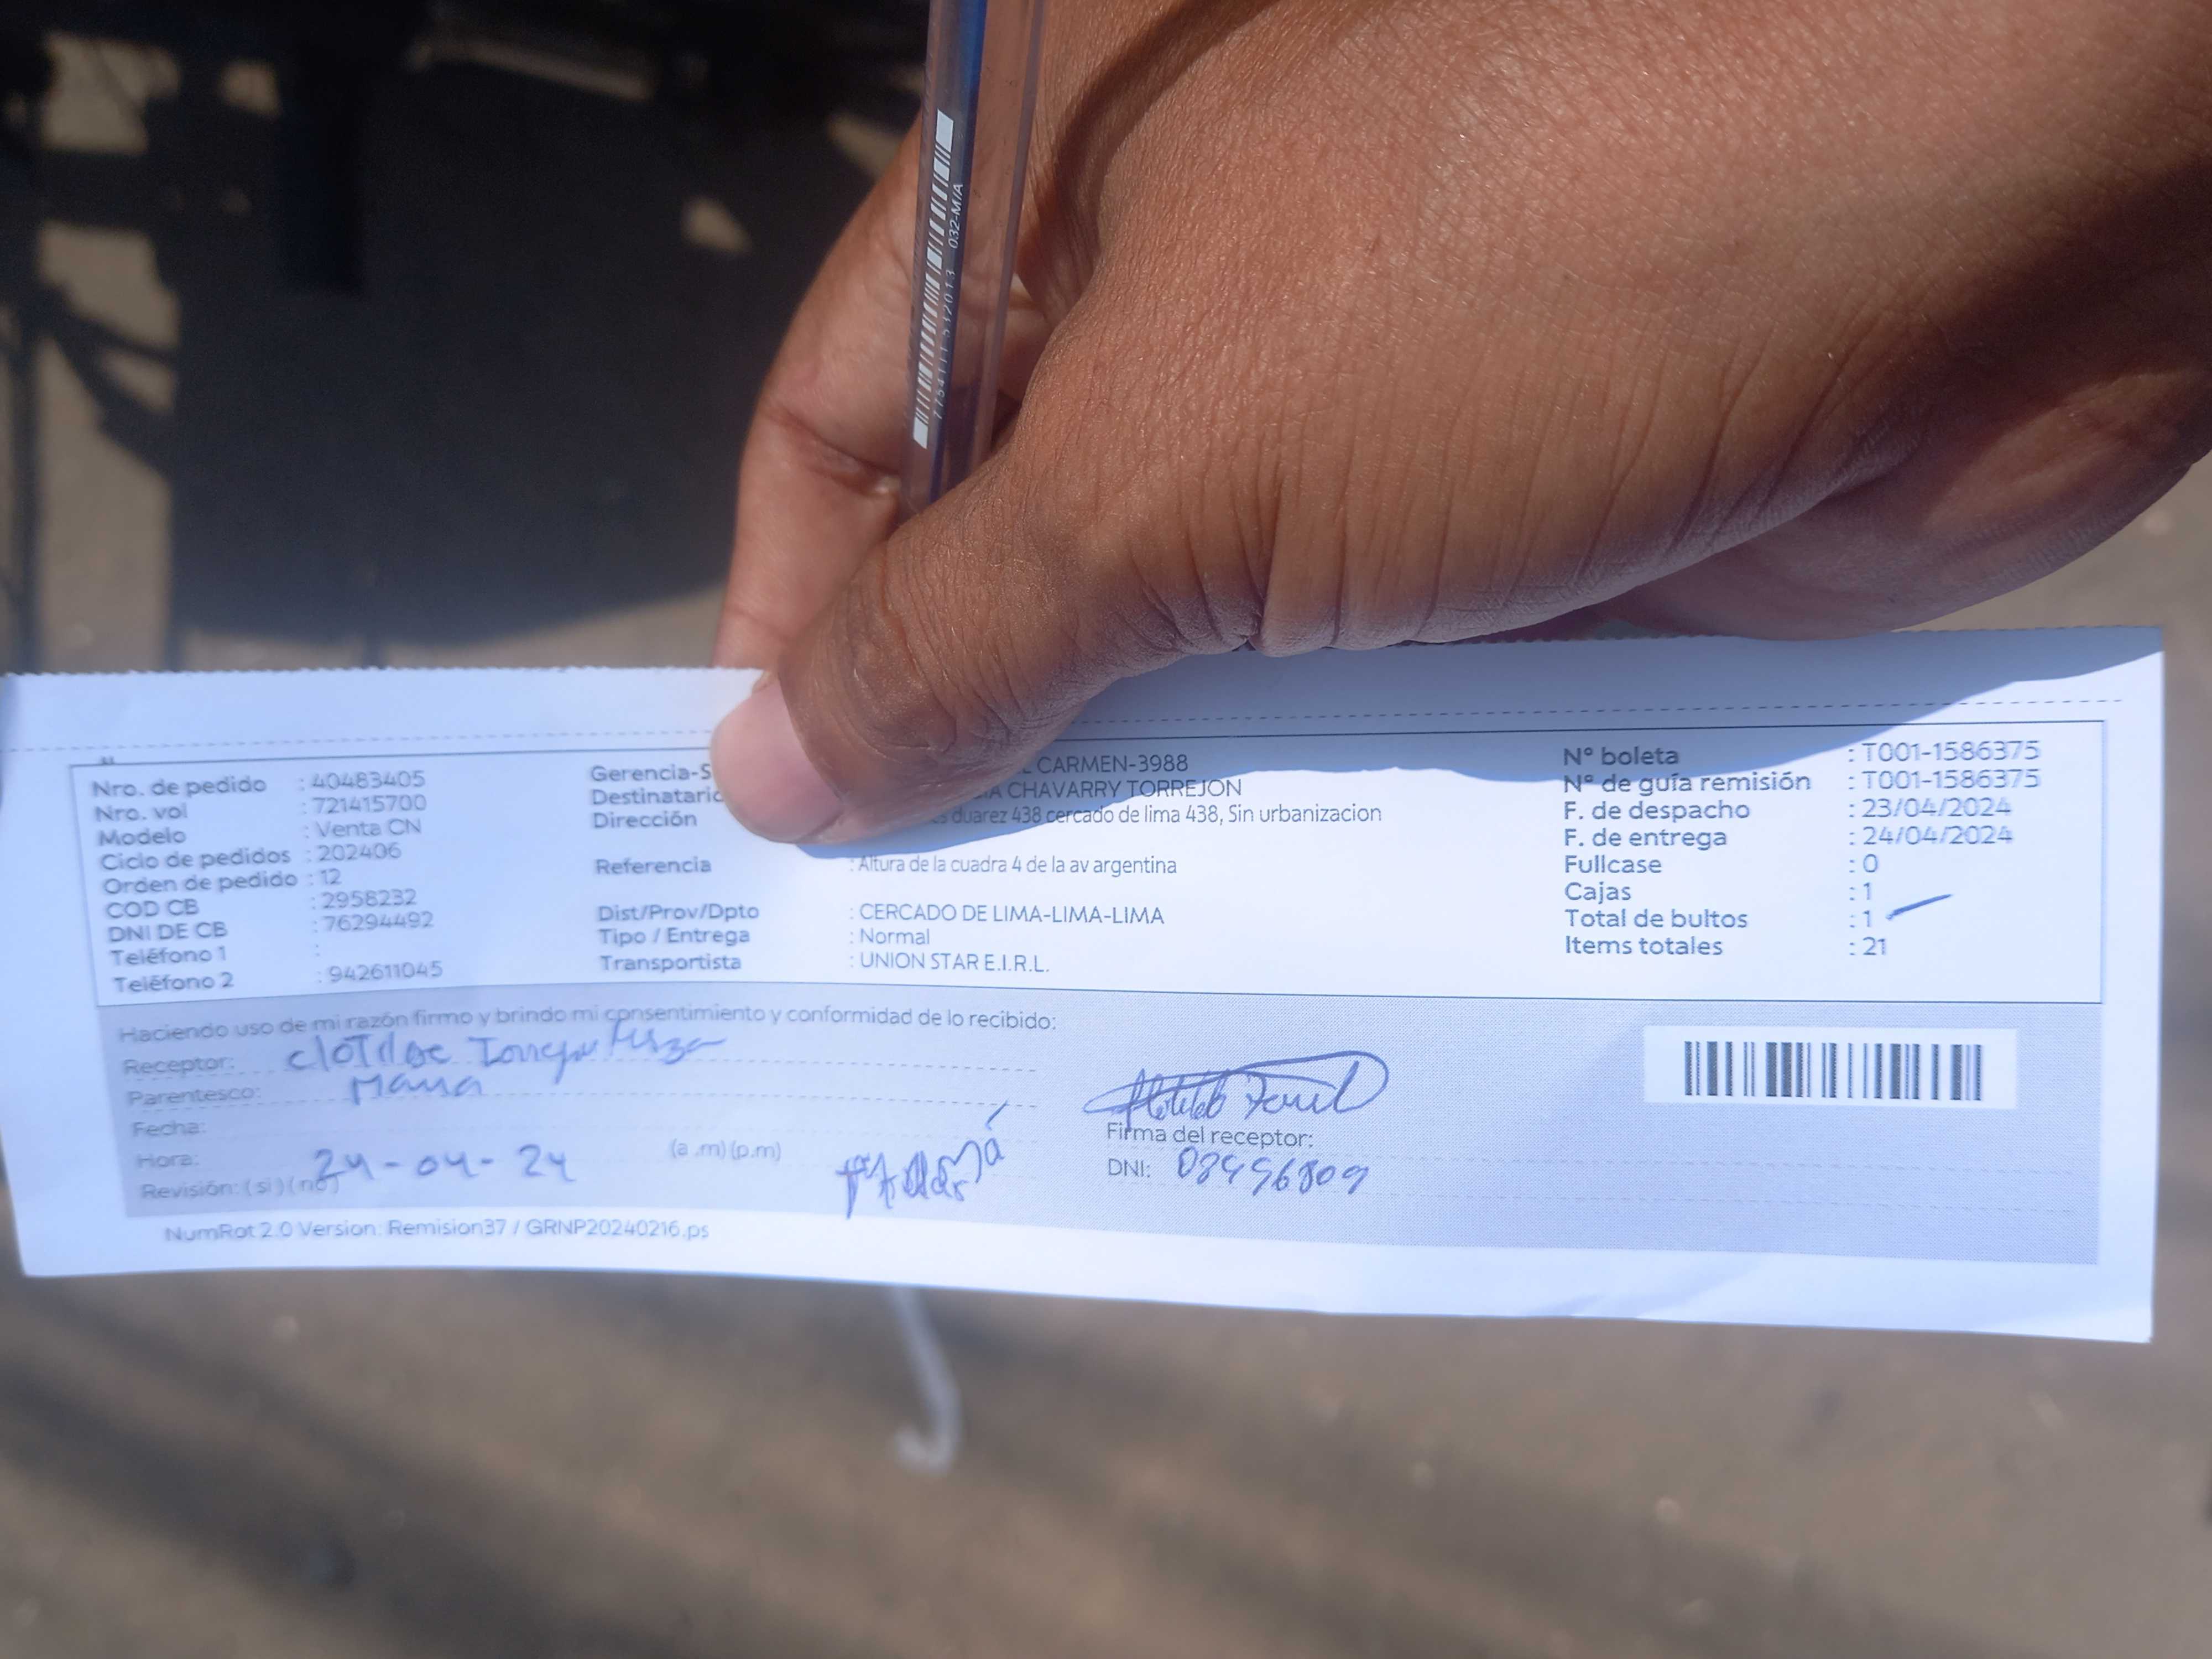 7754111532013 032-MIA
Nro. de pedido : 40483405
Nro. vol : 721415700
Modelo : Venta CN
Ciclo de pedidos : 202406
Orden de pedido : 12
COD CB : 2958232
DNI DE CB : 76294492
Teléfono 1 :
Teléfono 2 : 942611045
Gerencia-S CARMEN-3988
Destinatario CHAVARRY TORREJON
Dirección duarez 438 cercado de lima 438, Sin urbanizacion
Referencia : Altura de la cuadra 4 de la av argentina
Dist/Prov/Dpto : CERCADO DE LIMA-LIMA-LIMA
Tipo / Entrega : Normal
Transportista : UNION STAR E.I.R.L.
N° boleta : T001-1586375
N° de guía remisión : T001-1586375
F. de despacho : 23/04/2024
F. de entrega : 24/04/2024
Fullcase : 0
Cajas : 1
Total de bultos : 1
Items totales : 21
Haciendo uso de mi razón firmo y brindo mi consentimiento y conformidad de lo recibido:
Receptor:
Parentesco: Mama
Fecha:
Hora: 24-04-24 (a .m) (p.m)
Revisión: ( si ) ( no )
Firma del receptor:
DNI:
NumRot 2.0 Version: Remision37 / GRNP20240216.ps